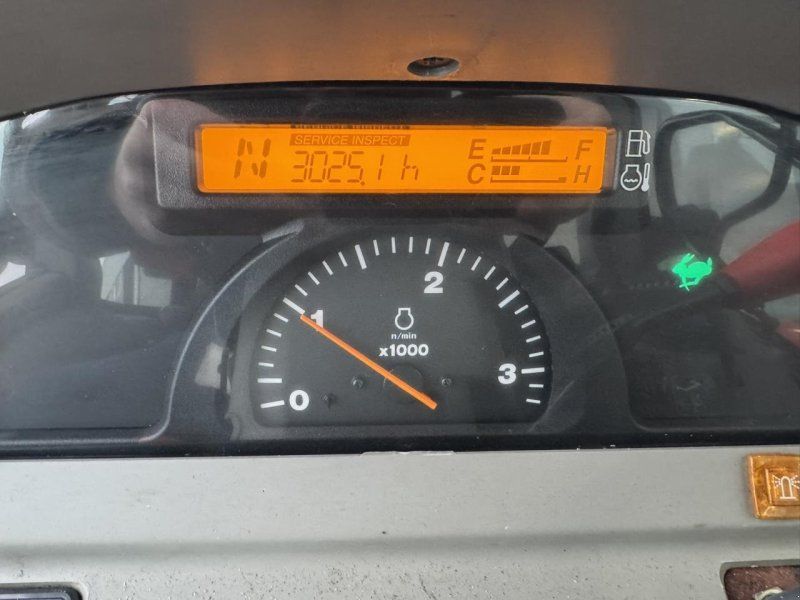 SERVICE INSPECT
N 3025.1 h E F
C H
2
1
n/min
x1000
0 3